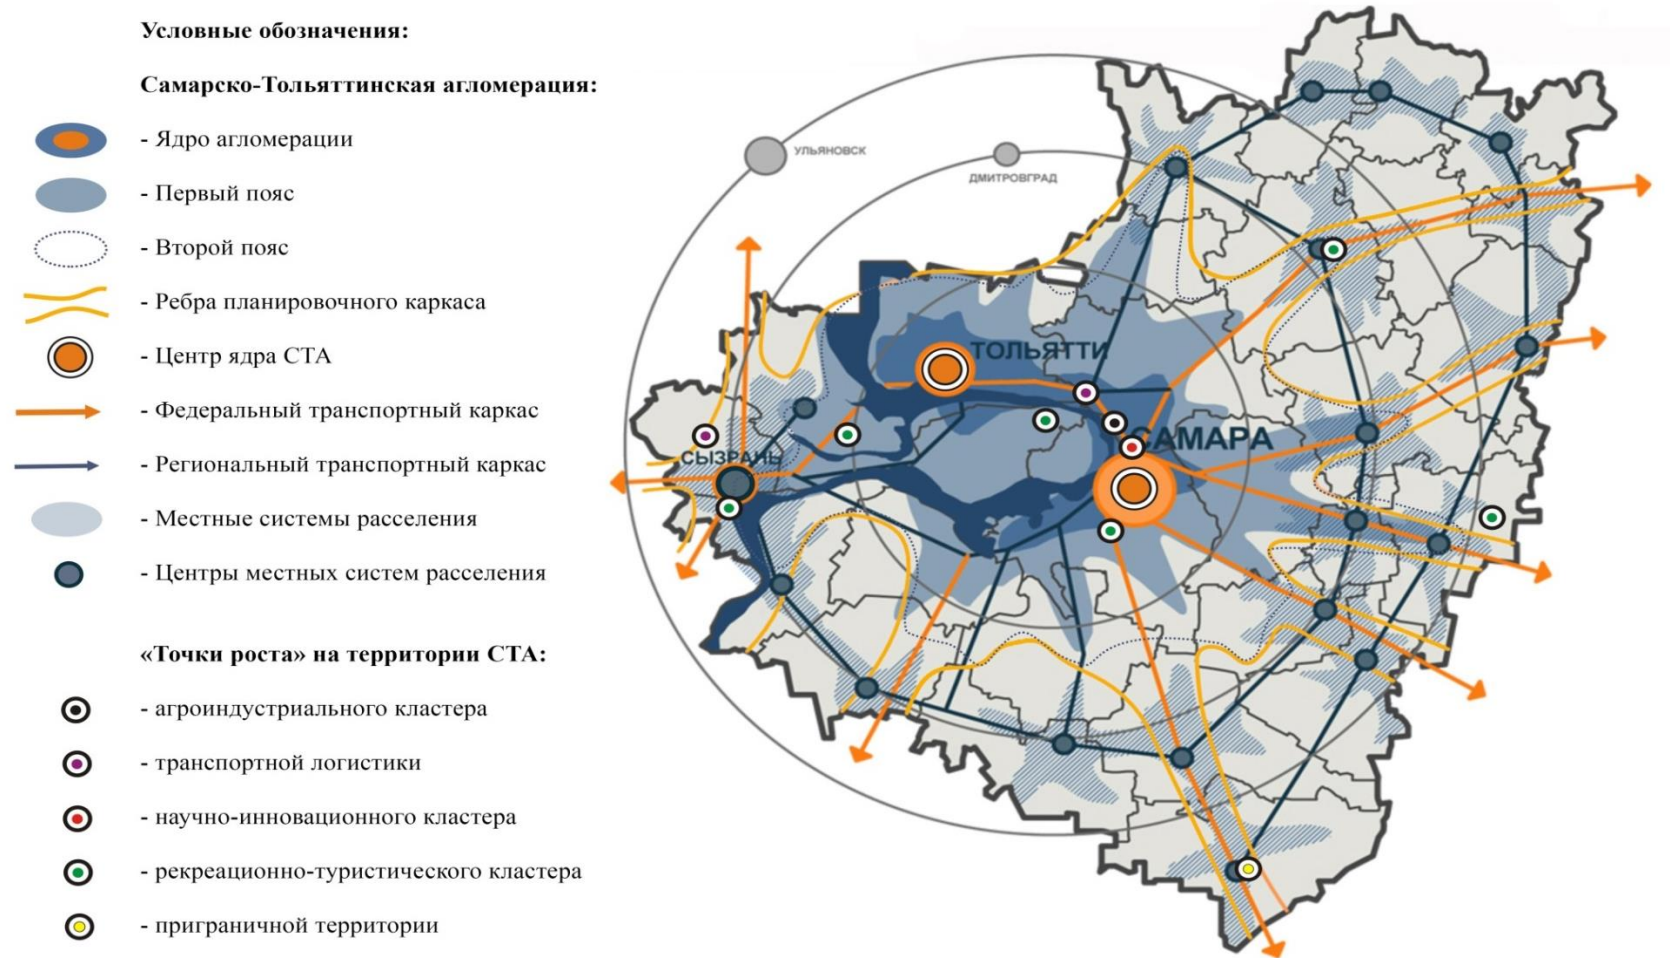 Условные обозначения:
Самарско-Тольяттинская агломерация:
- Ядро агломерации
- Первый пояс
- Второй пояс
- Ребра планировочного каркаса
- Центр ядра СТА
- Федеральный транспортный каркас
- Региональный транспортный каркас
- Местные системы расселения
- Центры местных систем расселения
«Точки роста» на территории СТА:
- агроиндустриального кластера
- транспортной логистики
- научно-инновационного кластера
- рекреационно-туристического кластера
- приграничной территории
УЛЬЯНОВСК
ДМИТРОВГРАД
ТОЛЬЯТТИ
САМАРА
СЫЗРАНЬ